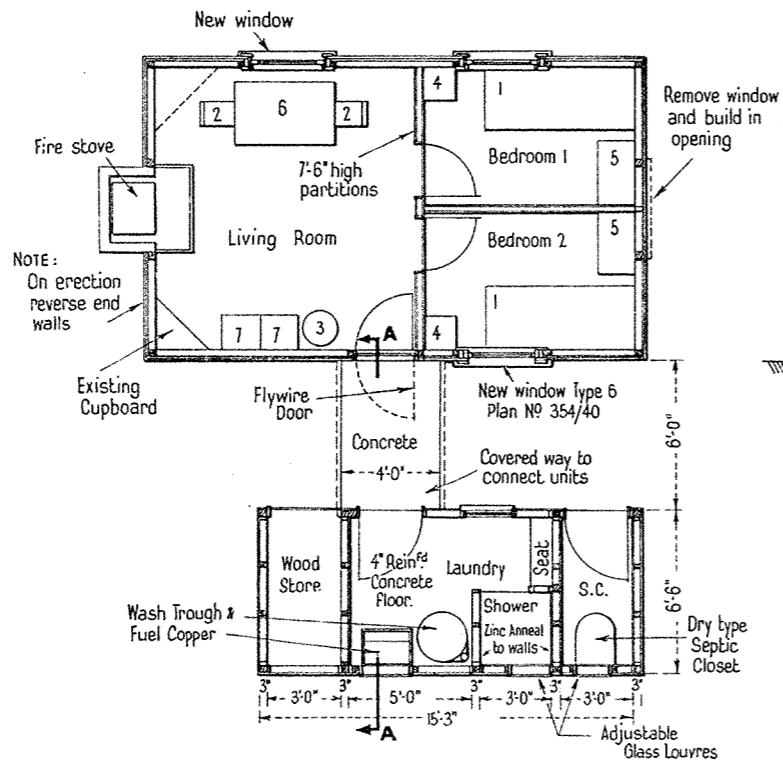 New window
Fire stove
2
6
2
4
1
Bedroom 1
5
Remove window
and build in
opening
7'-6" high
partitions
Living Room
NOTE:
On erection
reverse end
walls
Bedroom 2
5
1
7
7
3
4
A
Existing
Cupboard
Flywire
Door
New window Type 6
Plan Nº 354/40
Concrete
4'-0"
Covered way to
connect units
6'-0"
Wood
Store.
4" Reinfd
Concrete
floor.
Laundry
Seat
S.C.
6'-6"
Wash Trough &
Fuel Copper
Shower
Zinc Anneal
to walls
Dry type
Septic
Closet
3"
3'-0"
3"
5'-0"
3"
3'-0"
3"
3'-0"
3"
15'-3"
A
Adjustable
Glass Louvres